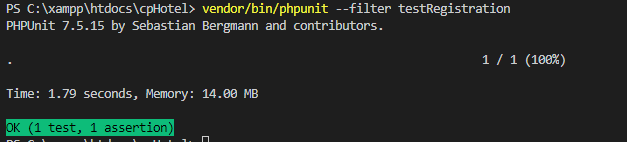 PS C:\xampp\htdocs\cpHotel> vendor/bin/phpunit --filter testRegistration
PHPUnit 7.5.15 by Sebastian Bergmann and contributors.
. 1 / 1 (100%)
Time: 1.79 seconds, Memory: 14.00 MB
OK (1 test, 1 assertion)
PS C:\xampp\htdocs\cpHotel>